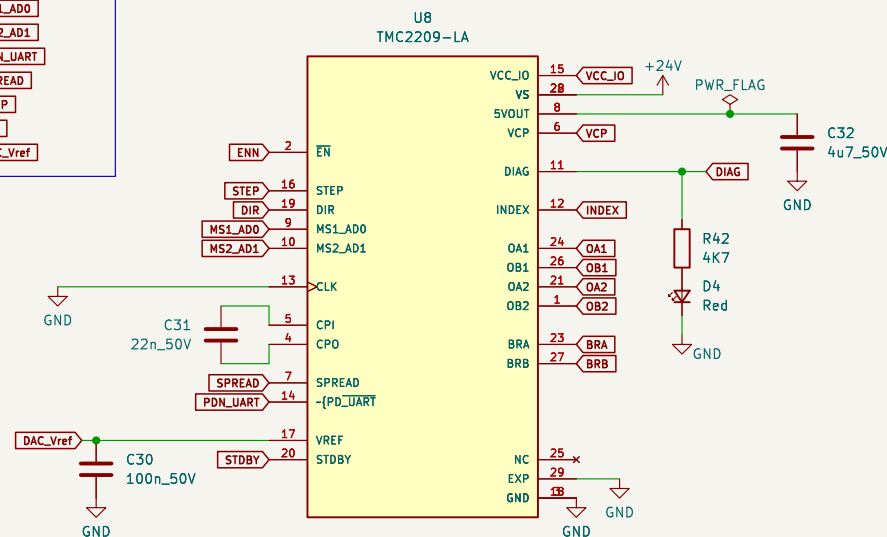 _AD0
2_AD1
N_UART
READ
P
C_Vref
U8
TMC2209-LA
VCC_IO 15 VCC_IO
+24V
VS
5VOUT 8
PWR_FLAG
VCP 6 VCP
C32
4u7_50V
GND
ENN 2 EN
DIAG 11 DIAG
STEP 16 STEP
DIR 19 DIR
INDEX 12 INDEX
MS1_AD0 9 MS1_AD0
MS2_AD1 10 MS2_AD1
R42
4K7
OA1 24 OA1
OB1 26 OB1
OA2 21 OA2
OB2 1 OB2
13 CLK
GND
D4
Red
GND
C31
22n_50V
5 CPI
4 CPO
BRA 23 BRA
BRB 27 BRB
SPREAD 7 SPREAD
PDN_UART 14 ~{PD_UART
DAC_Vref 17 VREF
STDBY 20 STDBY
C30
100n_50V
GND
NC 25
EXP 29
GND
GND
GND